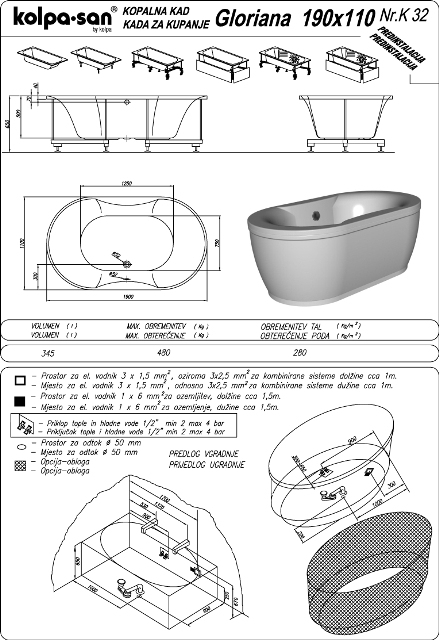 kolpa-san®
by kolpa
KOPALNA KAD
KADA ZA KUPANJE
Gloriana 190x110 Nr.K 32
PREDINSTALACIJA
PREDINSTALACIJA
1250
1100
750
300
1900
VOLUMEN (l) MAX. OBREMENITEV (Kg) OBREMENITEV TAL (Kg/m²)
VOLUMEN (l) MAX. OBTEREČENJE (Kg) OBTEREČENJE PODA (Kg/m²)
345 480 280
- Prostor za el. vodnik 3 x 1,5 mm², oziroma 3x2,5 mm² za kombinirane sisteme dolžine cca 1m.
- Mjesto za el. vodnik 3 x 1,5 mm², odnosno 3x2,5 mm² za kombinirane sisteme dužine cca 1m.
- Prostor za el. vodnik 1 x 6 mm² za ozemljitev, dolžine cca 1,5m.
- Mjesto za el. vodnik 1 x 6 mm² za ozemljenje, dužine cca 1,5m.
- Priklop tople in hladne vode 1/2" min 2 max 4 bar
- Priključak tople i hladne vode 1/2" min 2 max 4 bar
- Prostor za odtok ø 50 mm
- Mjesto za odtok ø 50 mm
- Opcija-obloga
- Opcija-obloga
PREDLOG VGRADNJE
PRIJEDLOG UGRADNJE